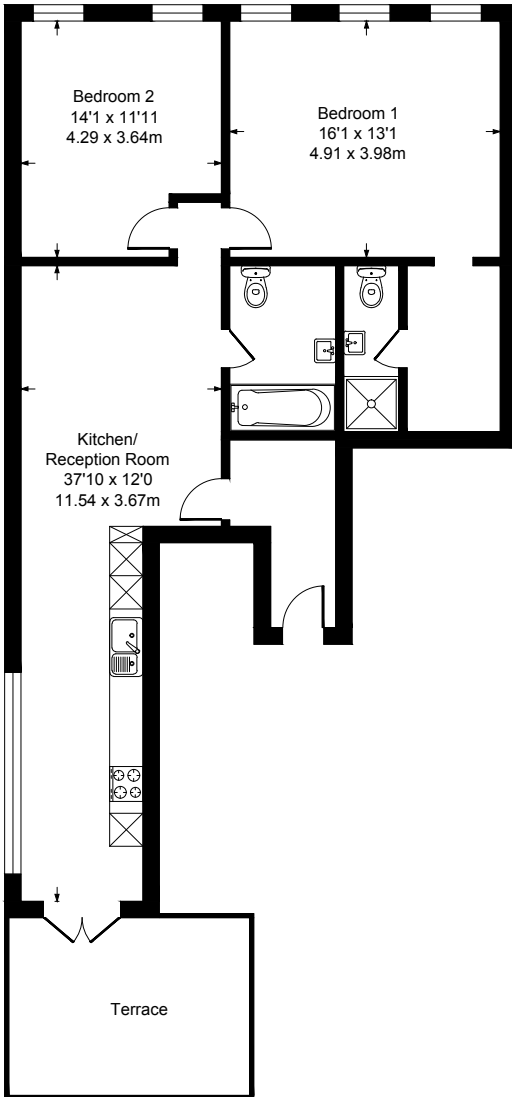 Bedroom 2
14'1 x 11'11
4.29 x 3.64m
Bedroom 1
16'1 x 13'1
4.91 x 3.98m
Kitchen/
Reception Room
37'10 x 12'0
11.54 x 3.67m
Terrace